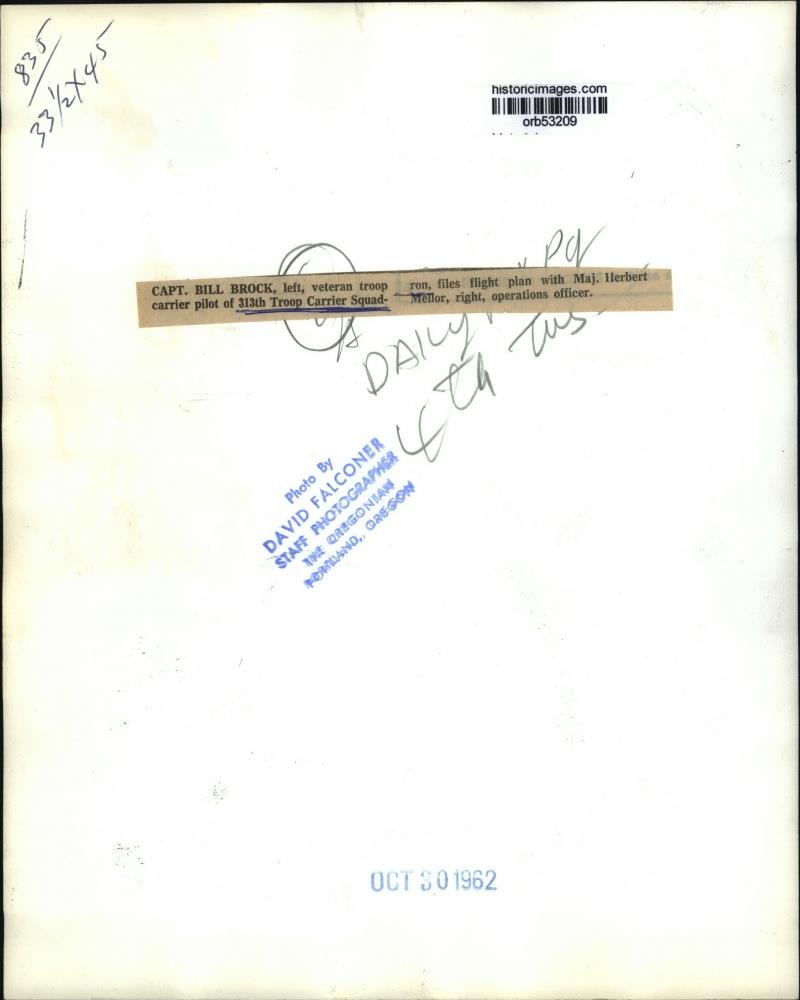 835
33 1/2 X 45
historicimages.com
orb53209
CAPT. BILL BROCK, left, veteran troop
carrier pilot of 313th Troop Carrier Squad-
ron, files flight plan with Maj. Herbert
Mellor, right, operations officer.
Pg
DAILY
4th
Photo By
DAVID FALCONER
STAFF PHOTOGRAPHER
THE OREGONIAN
PORTLAND, OREGON
OCT 30 1962